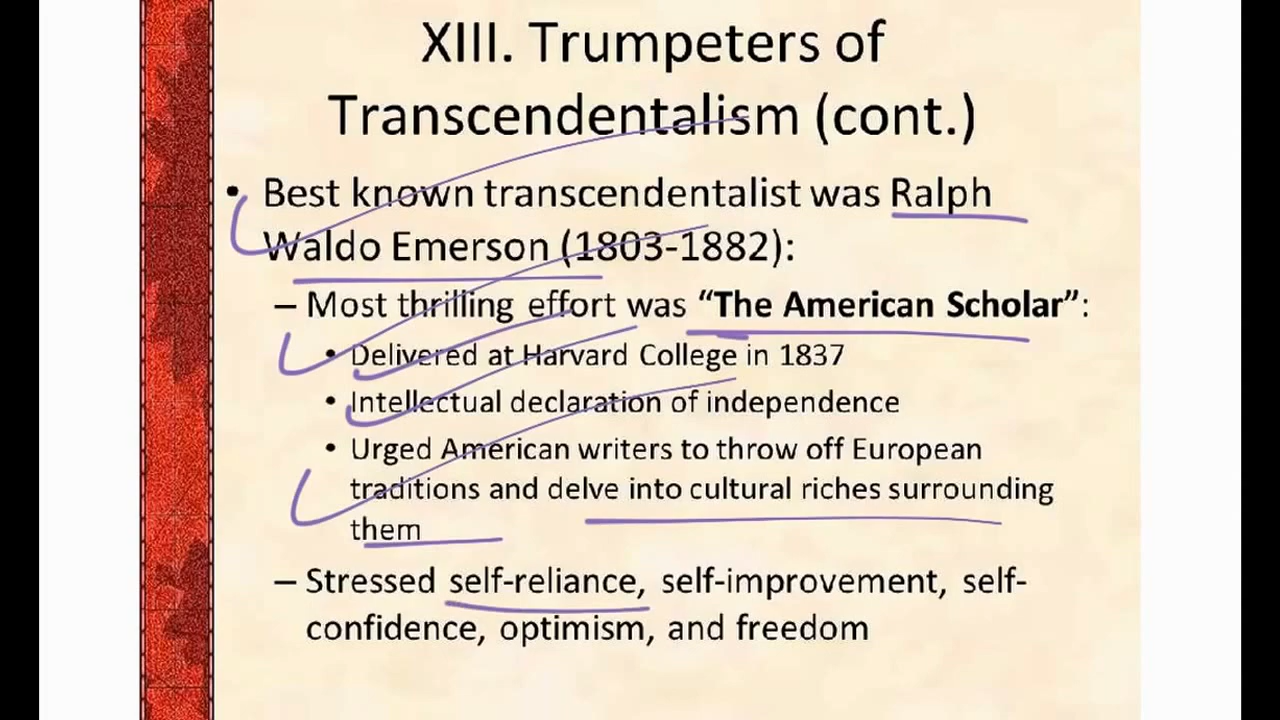 XIII. Trumpeters of
Transcendentalism (cont.)
• Best known transcendentalist was Ralph
Waldo Emerson (1803-1882):
– Most thrilling effort was “The American Scholar”:
• Delivered at Harvard College in 1837
• Intellectual declaration of independence
• Urged American writers to throw off European
traditions and delve into cultural riches surrounding
them
– Stressed self-reliance, self-improvement, self-
confidence, optimism, and freedom